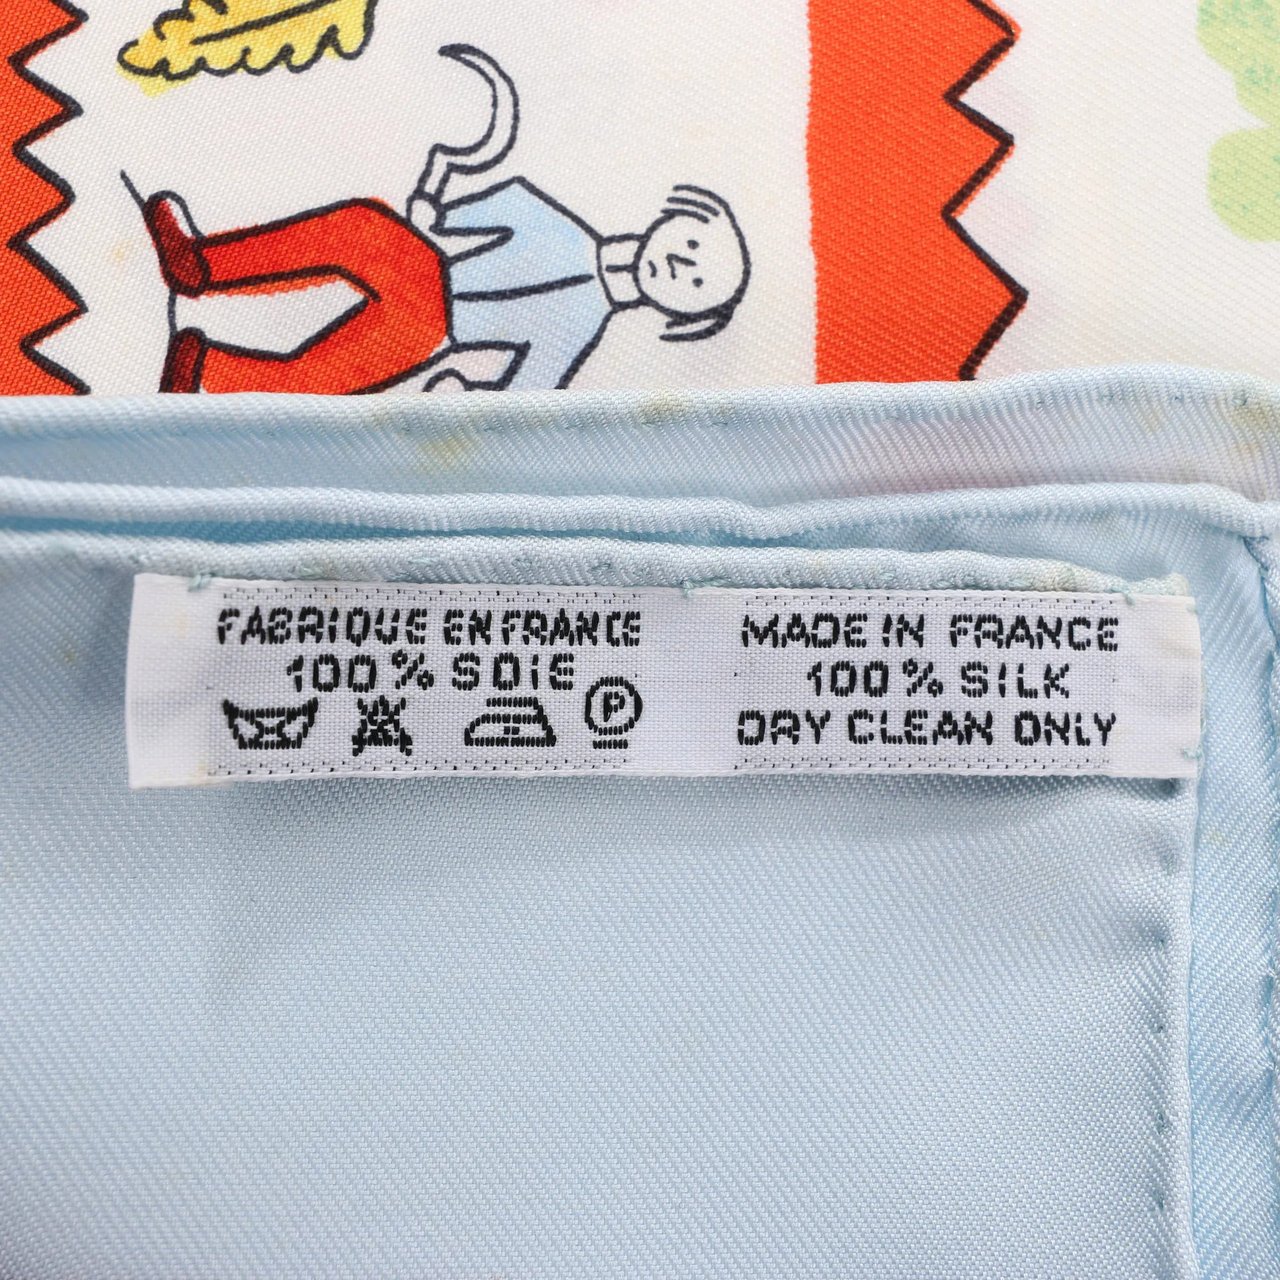 FABRIQUE EN FRANCE
100% SOIE
P
MADE IN FRANCE
100% SILK
DRY CLEAN ONLY